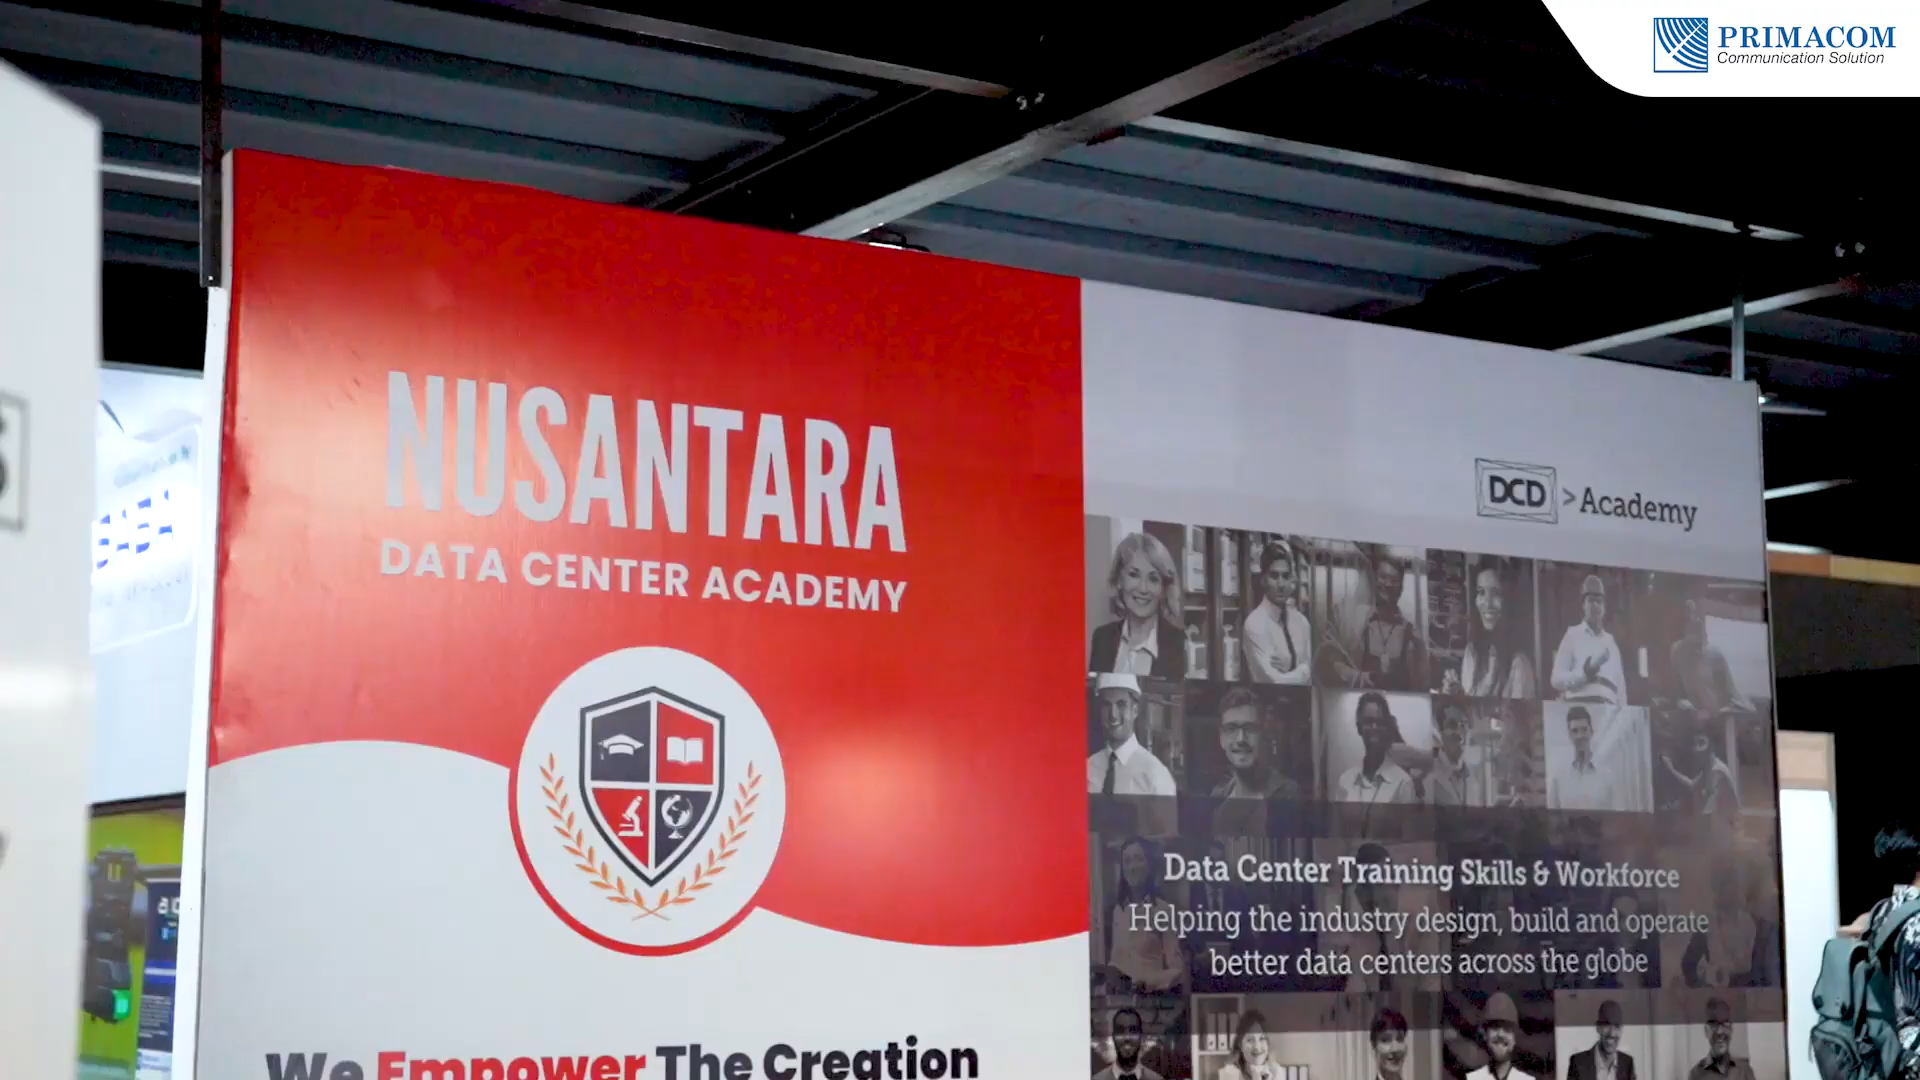 PRIMACOM
Communication Solution
NUSANTARA
DATA CENTER ACADEMY
We Empower The Creation
DCD >Academy
Data Center Training Skills & Workforce
Helping the industry design, build and operate
better data centers across the globe